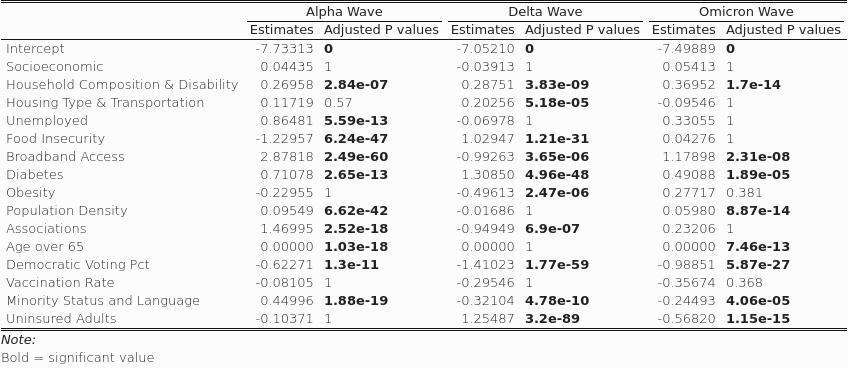 Alpha Wave Delta Wave Omicron Wave
Estimates Adjusted P values Estimates Adjusted P values Estimates Adjusted P values
Intercept -7.73313 0 -7.05210 0 -7.49889 0
Socioeconomic 0.04435 1 -0.03913 1 0.05413 1
Household Composition & Disability 0.26958 2.84e-07 0.28751 3.83e-09 0.36952 1.7e-14
Housing Type & Transportation 0.11719 0.57 0.20256 5.18e-05 -0.09546 1
Unemployed 0.86481 5.59e-13 -0.06978 1 0.33055 1
Food Insecurity -1.22957 6.24e-47 1.02947 1.21e-31 0.04276 1
Broadband Access 2.87818 2.49e-60 -0.99263 3.65e-06 1.17898 2.31e-08
Diabetes 0.71078 2.65e-13 1.30850 4.96e-48 0.49088 1.89e-05
Obesity -0.22955 1 -0.49613 2.47e-06 0.27717 0.381
Population Density 0.09549 6.62e-42 -0.01686 1 0.05980 8.87e-14
Associations 1.46995 2.52e-18 -0.94949 6.9e-07 0.23206 1
Age over 65 0.00000 1.03e-18 0.00000 1 0.00000 7.46e-13
Democratic Voting Pct -0.62271 1.3e-11 -1.41023 1.77e-59 -0.98851 5.87e-27
Vaccination Rate -0.08105 1 -0.29546 1 -0.35674 0.368
Minority Status and Language 0.44996 1.88e-19 -0.32104 4.78e-10 -0.24493 4.06e-05
Uninsured Adults -0.10371 1 1.25487 3.2e-89 -0.56820 1.15e-15
Note:
Bold = significant value